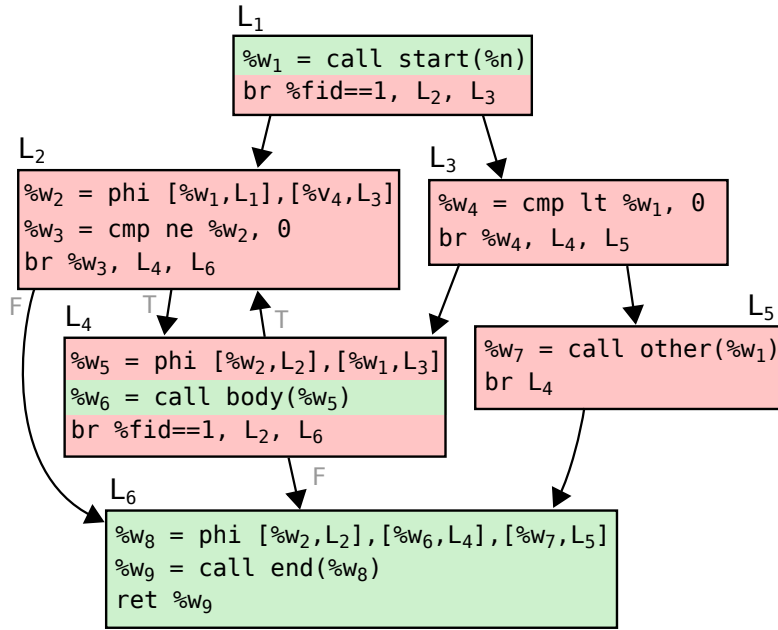 L₁
%w₁ = call start(%n)
br %fid==1, L₂, L₃
L₂
%w₂ = phi [%w₁,L₁],[%v₄,L₃]
%w₃ = cmp ne %w₂, 0
br %w₃, L₄, L₆
L₃
%w₄ = cmp lt %w₁, 0
br %w₄, L₄, L₅
F
T
T
L₄
%w₅ = phi [%w₂,L₂],[%w₁,L₃]
%w₆ = call body(%w₅)
br %fid==1, L₂, L₆
L₅
%w₇ = call other(%w₁)
br L₄
F
L₆
%w₈ = phi [%w₂,L₂],[%w₆,L₄],[%w₇,L₅]
%w₉ = call end(%w₈)
ret %w₉